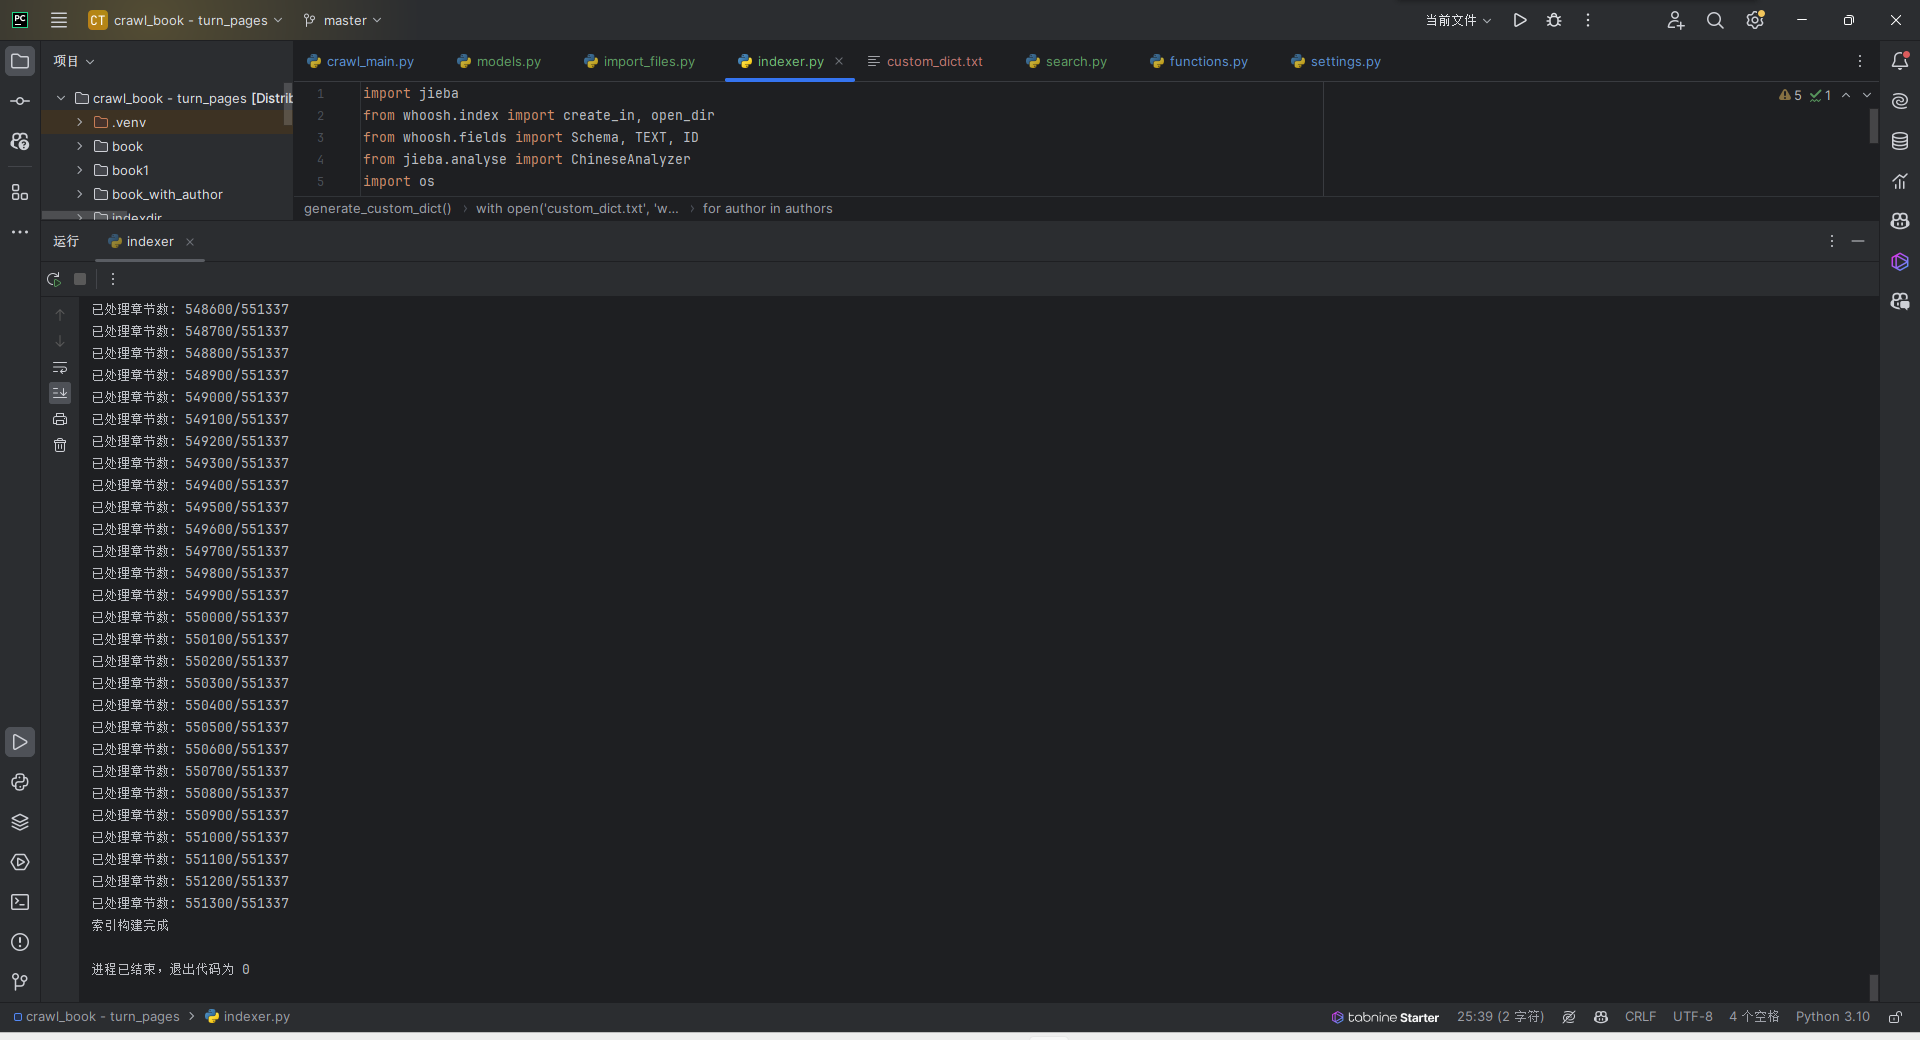 PC
CT crawl_book - turn_pages
master
当前文件
项目
crawl_main.py
models.py
import_files.py
indexer.py
custom_dict.txt
search.py
functions.py
settings.py
crawl_book - turn_pages [Distrib
.venv
book
book1
book_with_author
indexdir
1 import jieba
2 from whoosh.index import create_in, open_dir
3 from whoosh.fields import Schema, TEXT, ID
4 from jieba.analyse import ChineseAnalyzer
5 import os
5 1
generate_custom_dict() › with open('custom_dict.txt', 'w... › for author in authors
运行 indexer
已处理章节数: 548600/551337
已处理章节数: 548700/551337
已处理章节数: 548800/551337
已处理章节数: 548900/551337
已处理章节数: 549000/551337
已处理章节数: 549100/551337
已处理章节数: 549200/551337
已处理章节数: 549300/551337
已处理章节数: 549400/551337
已处理章节数: 549500/551337
已处理章节数: 549600/551337
已处理章节数: 549700/551337
已处理章节数: 549800/551337
已处理章节数: 549900/551337
已处理章节数: 550000/551337
已处理章节数: 550100/551337
已处理章节数: 550200/551337
已处理章节数: 550300/551337
已处理章节数: 550400/551337
已处理章节数: 550500/551337
已处理章节数: 550600/551337
已处理章节数: 550700/551337
已处理章节数: 550800/551337
已处理章节数: 550900/551337
已处理章节数: 551000/551337
已处理章节数: 551100/551337
已处理章节数: 551200/551337
已处理章节数: 551300/551337
索引构建完成
进程已结束，退出代码为 0
crawl_book - turn_pages › indexer.py
tabnine Starter
25:39 (2 字符)
CRLF
UTF-8
4 个空格
Python 3.10